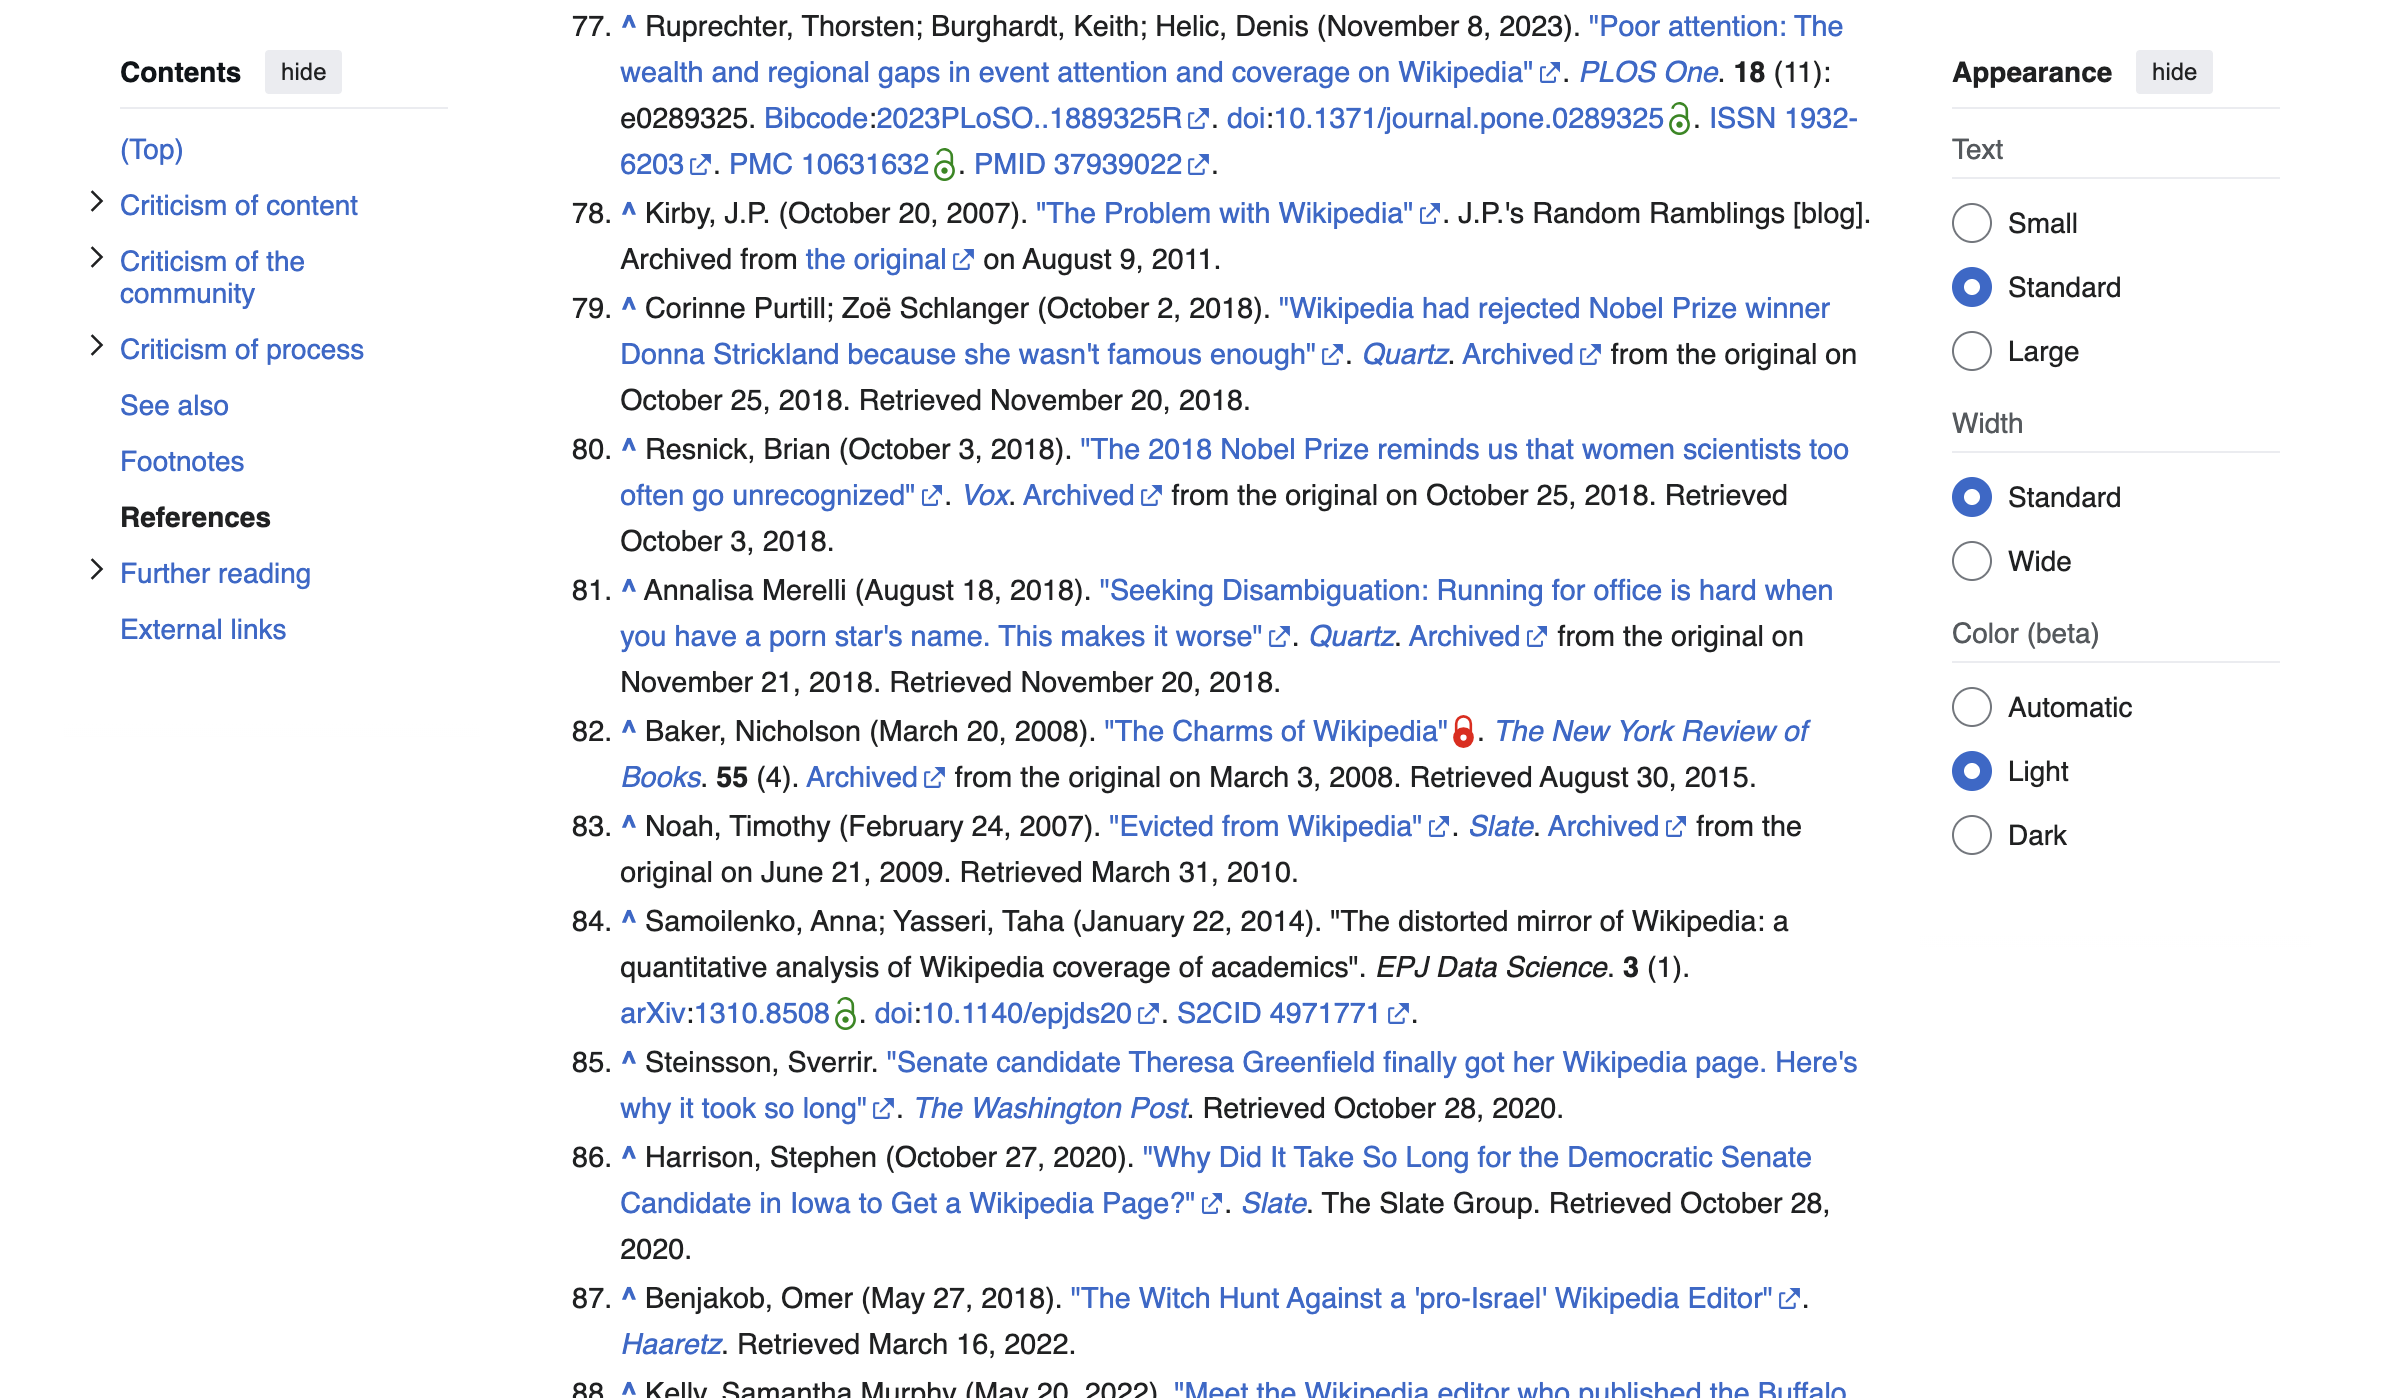 Contents hide
(Top)
Criticism of content
Criticism of the
community
Criticism of process
See also
Footnotes
References
Further reading
External links
77. ^ Ruprechter, Thorsten; Burghardt, Keith; Helic, Denis (November 8, 2023). "Poor attention: The
wealth and regional gaps in event attention and coverage on Wikipedia". PLOS One. 18 (11):
e0289325. Bibcode:2023PLoSO..1889325R. doi:10.1371/journal.pone.0289325. ISSN 1932-
6203. PMC 10631632. PMID 37939022.
78. ^ Kirby, J.P. (October 20, 2007). "The Problem with Wikipedia". J.P.'s Random Ramblings [blog].
Archived from the original on August 9, 2011.
79. ^ Corinne Purtill; Zoë Schlanger (October 2, 2018). "Wikipedia had rejected Nobel Prize winner
Donna Strickland because she wasn't famous enough". Quartz. Archived from the original on
October 25, 2018. Retrieved November 20, 2018.
80. ^ Resnick, Brian (October 3, 2018). "The 2018 Nobel Prize reminds us that women scientists too
often go unrecognized". Vox. Archived from the original on October 25, 2018. Retrieved
October 3, 2018.
81. ^ Annalisa Merelli (August 18, 2018). "Seeking Disambiguation: Running for office is hard when
you have a porn star's name. This makes it worse". Quartz. Archived from the original on
November 21, 2018. Retrieved November 20, 2018.
82. ^ Baker, Nicholson (March 20, 2008). "The Charms of Wikipedia". The New York Review of
Books. 55 (4). Archived from the original on March 3, 2008. Retrieved August 30, 2015.
83. ^ Noah, Timothy (February 24, 2007). "Evicted from Wikipedia". Slate. Archived from the
original on June 21, 2009. Retrieved March 31, 2010.
84. ^ Samoilenko, Anna; Yasseri, Taha (January 22, 2014). "The distorted mirror of Wikipedia: a
quantitative analysis of Wikipedia coverage of academics". EPJ Data Science. 3 (1).
arXiv:1310.8508. doi:10.1140/epjds20. S2CID 4971771.
85. ^ Steinsson, Sverrir. "Senate candidate Theresa Greenfield finally got her Wikipedia page. Here's
why it took so long". The Washington Post. Retrieved October 28, 2020.
86. ^ Harrison, Stephen (October 27, 2020). "Why Did It Take So Long for the Democratic Senate
Candidate in Iowa to Get a Wikipedia Page?". Slate. The Slate Group. Retrieved October 28,
2020.
87. ^ Benjakob, Omer (May 27, 2018). "The Witch Hunt Against a 'pro-Israel' Wikipedia Editor".
Haaretz. Retrieved March 16, 2022.
88. ^ Kelly, Samantha Murphy (May 20, 2022). "Meet the Wikipedia editor who published the Buffalo
Appearance hide
Text
Small
Standard
Large
Width
Standard
Wide
Color (beta)
Automatic
Light
Dark